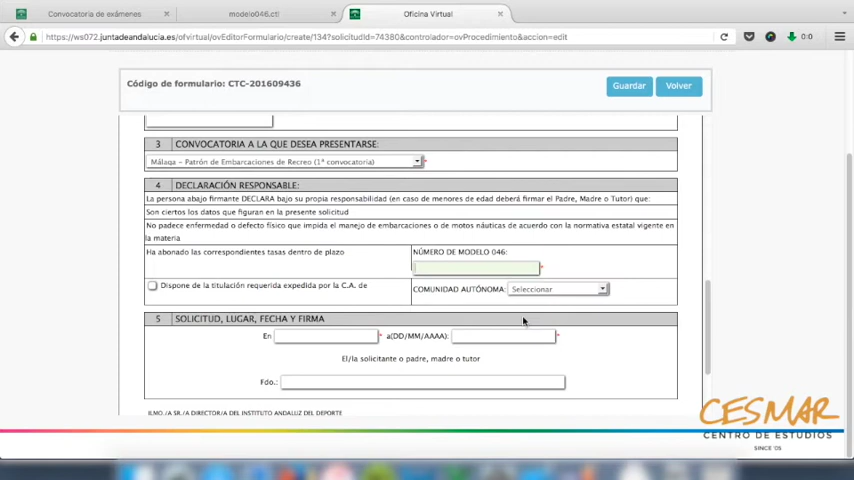 Convocatoria de exámenes
modelo046.ctl
Oficina Virtual
https://ws072.juntadeandalucia.es/ofvirtual/ovEditorFormulario/create/134?solicitudId=74380&controlador=ovProcedimiento&accion=edit
0:0
Código de formulario: CTC-201609436
Guardar
Volver
3 CONVOCATORIA A LA QUE DESEA PRESENTARSE:
Málaga - Patrón de Embarcaciones de Recreo (1ª convocatoria) *
4 DECLARACIÓN RESPONSABLE:
La persona abajo firmante DECLARA bajo su propia responsabilidad (en caso de menores de edad deberá firmar el Padre, Madre o Tutor) que:
Son ciertos los datos que figuran en la presente solicitud
No padece enfermedad o defecto físico que impida el manejo de embarcaciones o de motos náuticas de acuerdo con la normativa estatal vigente en
la materia
Ha abonado las correspondientes tasas dentro de plazo
NÚMERO DE MODELO 046:
*
Dispone de la titulación requerida expedida por la C.A. de
COMUNIDAD AUTÓNOMA: Seleccionar
5 SOLICITUD, LUGAR, FECHA Y FIRMA
En * a(DD/MM/AAAA): *
El/la solicitante o padre, madre o tutor
Fdo.:
ILMO./A SR./A DIRECTOR/A DEL INSTITUTO ANDALUZ DEL DEPORTE
CESMAR
CENTRO DE ESTUDIOS
SINCE '05